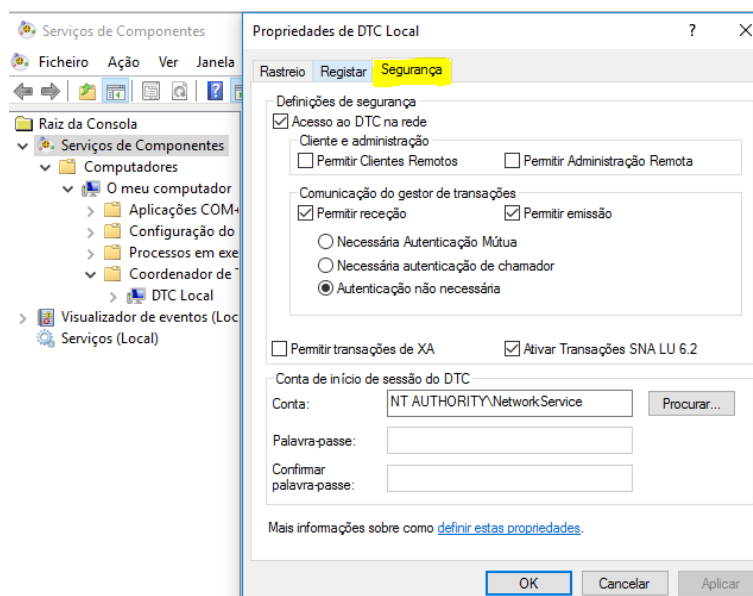 Serviços de Componentes
Ficheiro Ação Ver Janela
Raiz da Consola
Serviços de Componentes
Computadores
O meu computador
Aplicações COM+
Configuração do
Processos em exe
Coordenador de T
DTC Local
Visualizador de eventos (Loc
Serviços (Local)
Propriedades de DTC Local
? X
Rastreio Registar Segurança
Definições de segurança
Acesso ao DTC na rede
Cliente e administração
Permitir Clientes Remotos Permitir Administração Remota
Comunicação do gestor de transações
Permitir receção Permitir emissão
Necessária Autenticação Mútua
Necessária autenticação de chamador
Autenticação não necessária
Permitir transações de XA Ativar Transações SNA LU 6.2
Conta de início de sessão do DTC
Conta: NT AUTHORITY\NetworkService Procurar...
Palavra-passe:
Confirmar
palavra-passe:
Mais informações sobre como definir estas propriedades.
OK Cancelar Aplicar